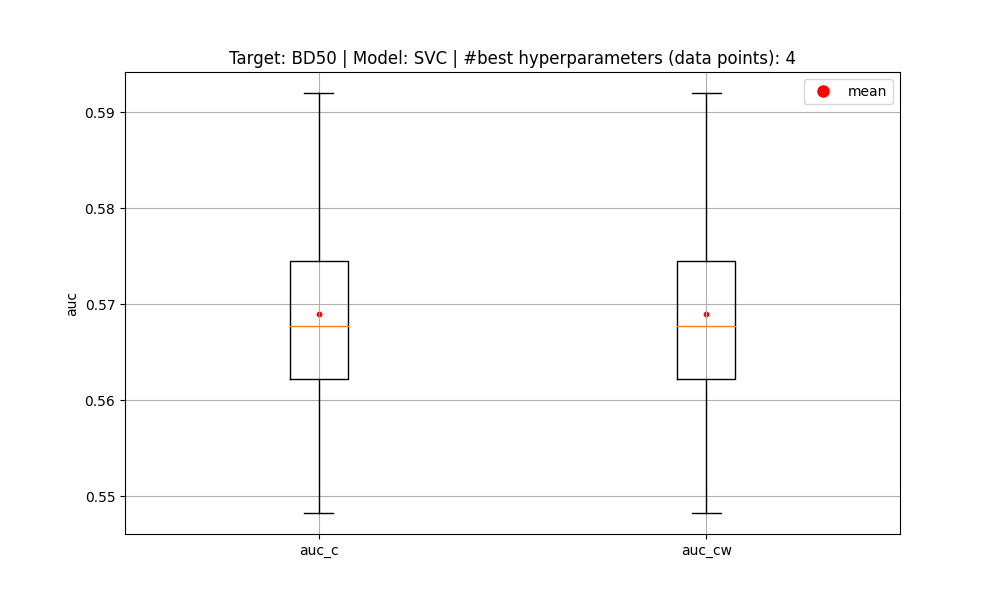 Target: BD50 | Model: SVC | #best hyperparameters (data points): 4
mean
0.59
0.58
0.57
0.56
0.55
auc
auc_c
auc_cw